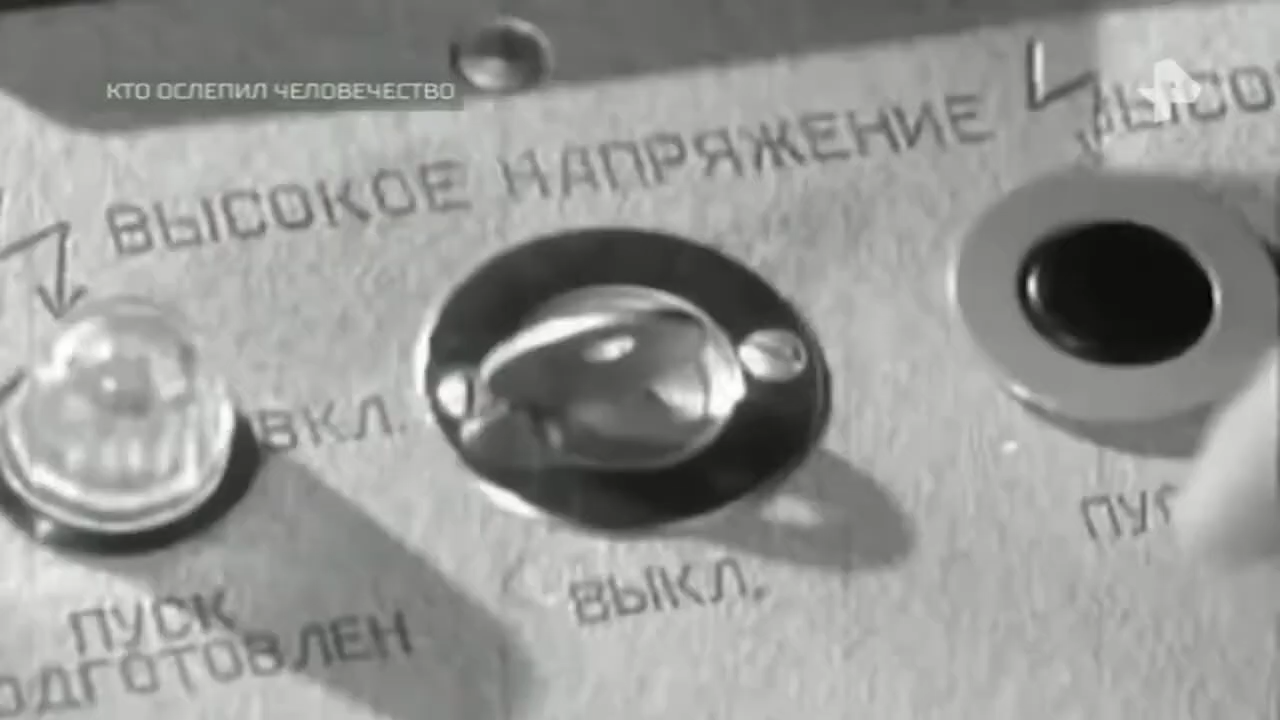 КТО ОСЛЕПИЛ ЧЕЛОВЕЧЕСТВО
ВЫСОКОЕ НАПРЯЖЕНИЕ
ВКЛ.
ВЫКЛ.
ПУСК